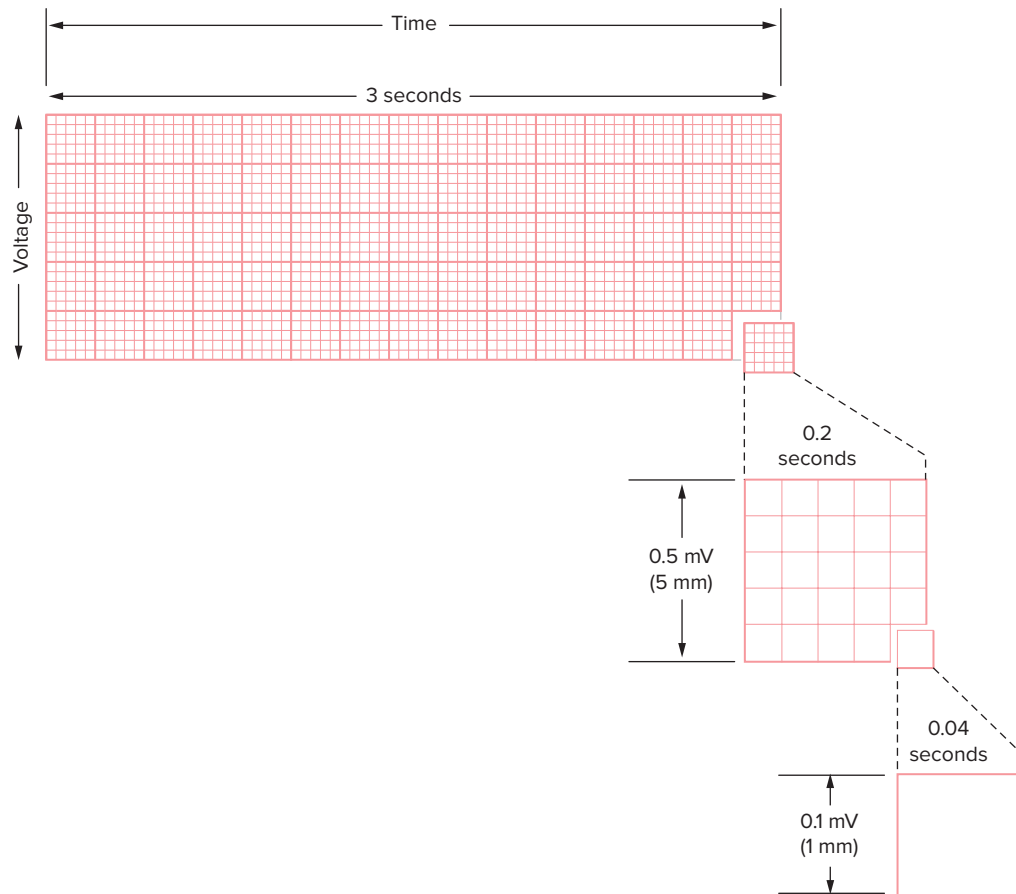 Time
3 seconds
Voltage
0.2
seconds
0.5 mV
(5 mm)
0.04
seconds
0.1 mV
(1 mm)